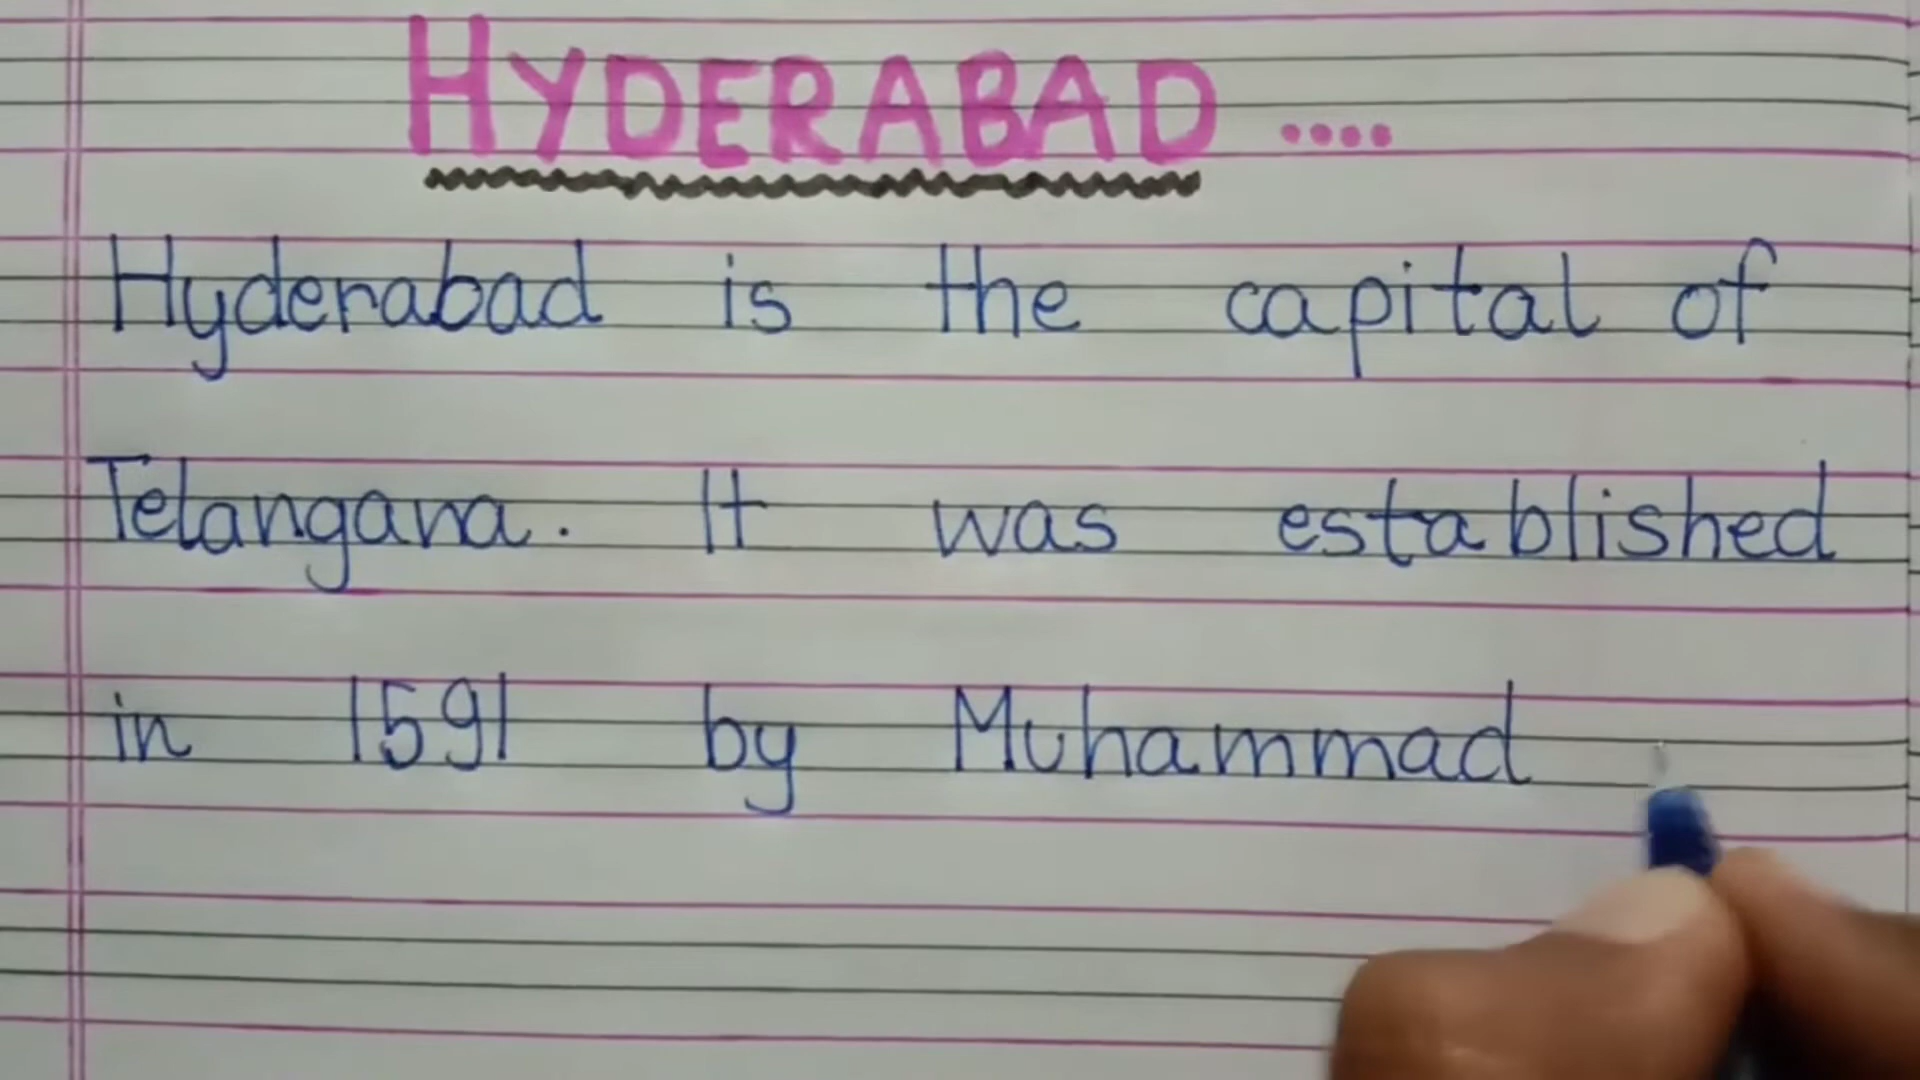 HYDERABAD ....
Hyderabad is the capital of
Telangana. It was established
in 1591 by Muhammad